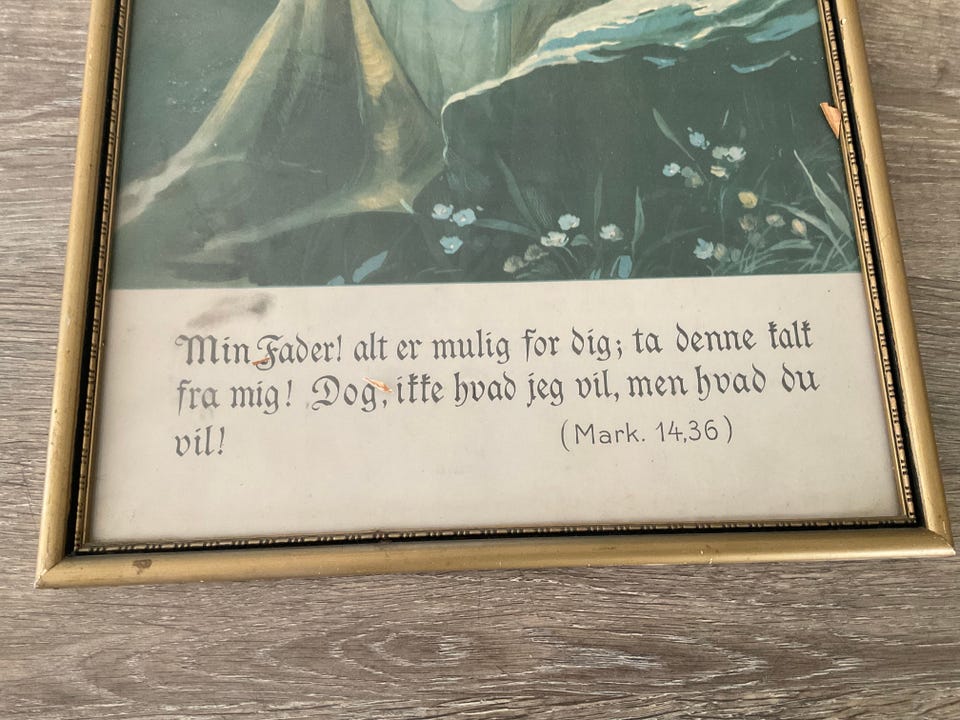 Min Fader! alt er mulig for dig; ta denne kalk
fra mig! Dog, ikke hvad jeg vil, men hvad du
vil!
(Mark. 14,36)